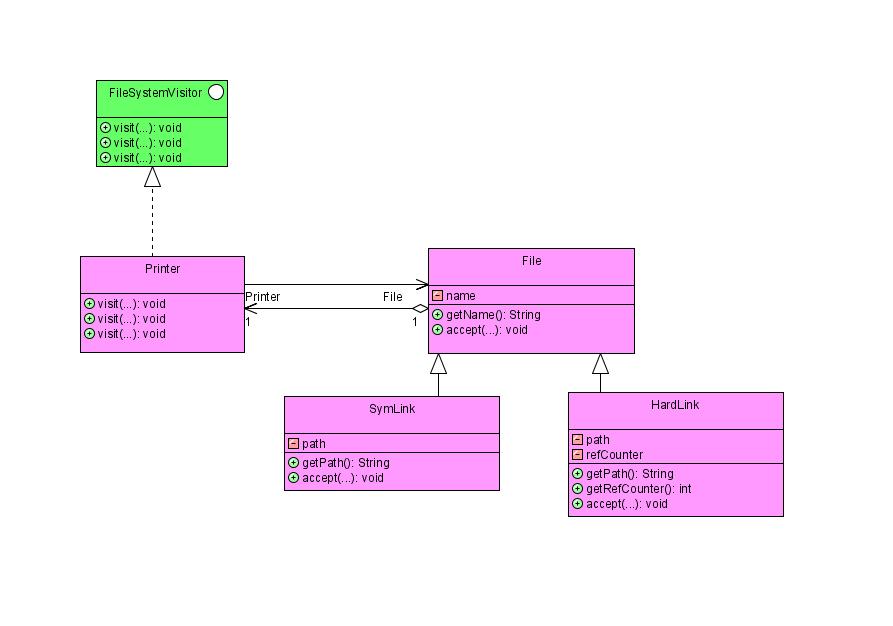 FileSystemVisitor
visit(...): void
visit(...): void
visit(...): void
Printer
visit(...): void
visit(...): void
visit(...): void
Printer
File
1
1
File
name
getName(): String
accept(...): void
SymLink
path
getPath(): String
accept(...): void
HardLink
path
refCounter
getPath(): String
getRefCounter(): int
accept(...): void